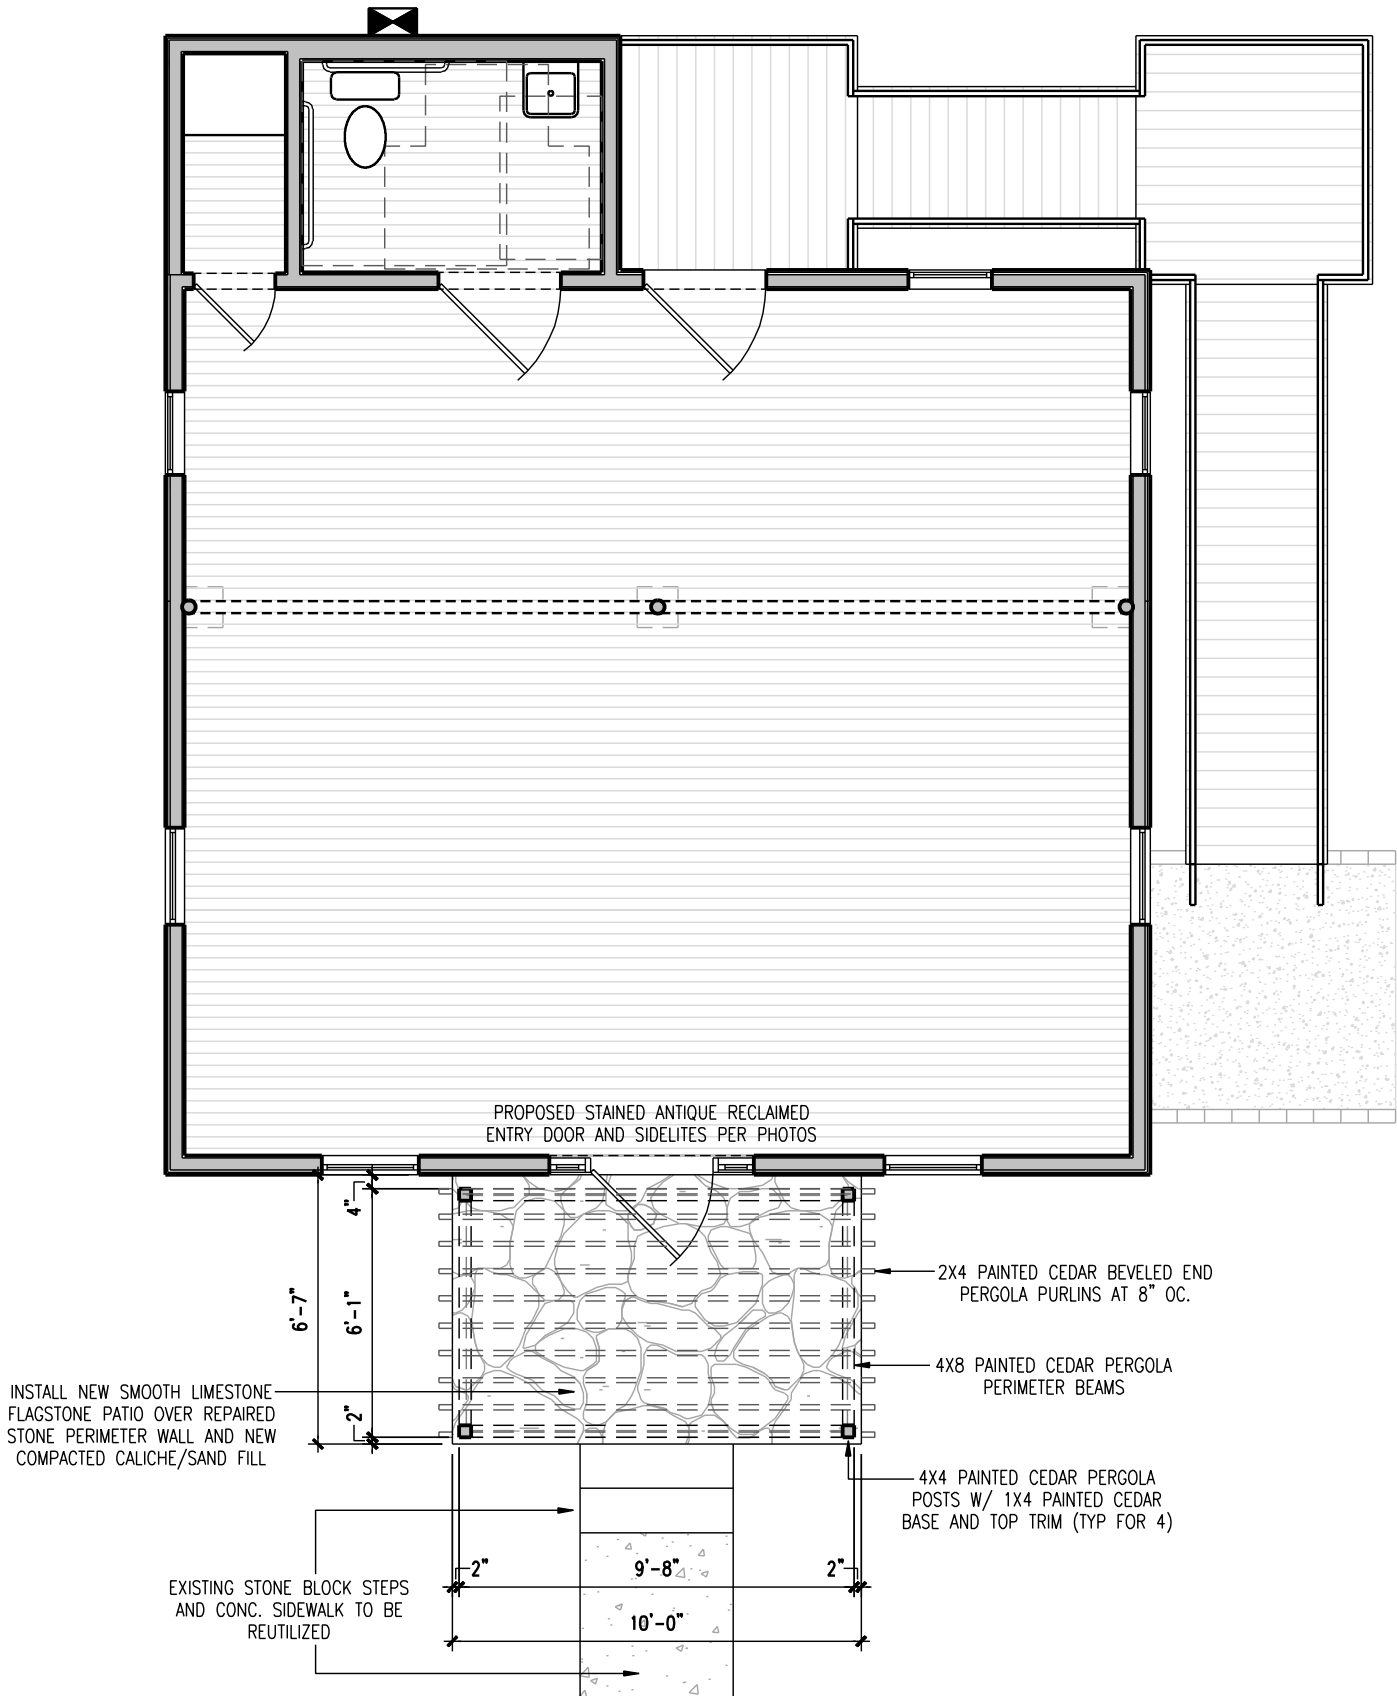 PROPOSED STAINED ANTIQUE RECLAIMED
ENTRY DOOR AND SIDELITES PER PHOTOS
4"
6'-1"
6'-7"
2"
2X4 PAINTED CEDAR BEVELED END
PERGOLA PURLINS AT 8" OC.
4X8 PAINTED CEDAR PERGOLA
PERIMETER BEAMS
INSTALL NEW SMOOTH LIMESTONE
FLAGSTONE PATIO OVER REPAIRED
STONE PERIMETER WALL AND NEW
COMPACTED CALICHE/SAND FILL
4X4 PAINTED CEDAR PERGOLA
POSTS W/ 1X4 PAINTED CEDAR
BASE AND TOP TRIM (TYP FOR 4)
2"
9'-8"
2"
10'-0"
EXISTING STONE BLOCK STEPS
AND CONC. SIDEWALK TO BE
REUTILIZED